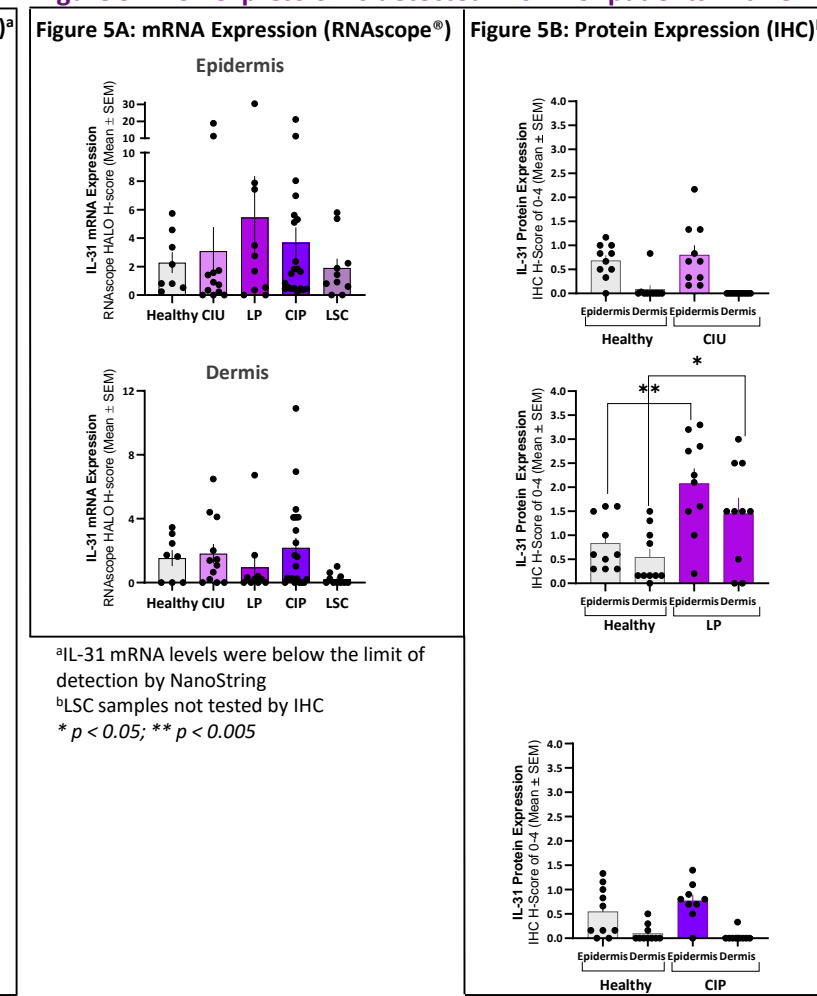 )ᵃ
Figure 5A: mRNA Expression (RNAscope®)
Epidermis
IL-31 mRNA Expression
RNAscope HALO H-score (Mean ± SEM)
30
20
10
10
8
6
4
2
0
Healthy CIU LP CIP LSC
Dermis
IL-31 mRNA Expression
RNAscope HALO H-score (Mean ± SEM)
12
8
4
0
Healthy CIU LP CIP LSC
ᵃIL-31 mRNA levels were below the limit of
detection by NanoString
ᵇLSC samples not tested by IHC
* p < 0.05; ** p < 0.005
Figure 5B: Protein Expression (IHC)
IL-31 Protein Expression
IHC H-Score of 0-4 (Mean ± SEM)
4.0
3.5
3.0
2.5
2.0
1.5
1.0
0.5
0.0
Epidermis Dermis Epidermis Dermis
Healthy CIU
IL-31 Protein Expression
IHC H-Score of 0-4 (Mean ± SEM)
4.0
3.5
3.0
2.5
2.0
1.5
1.0
0.5
0.0
*
**
Epidermis Dermis Epidermis Dermis
Healthy LP
IL-31 Protein Expression
IHC H-Score of 0-4 (Mean ± SEM)
4.0
3.5
3.0
2.5
2.0
1.5
1.0
0.5
0.0
Epidermis Dermis Epidermis Dermis
Healthy CIP